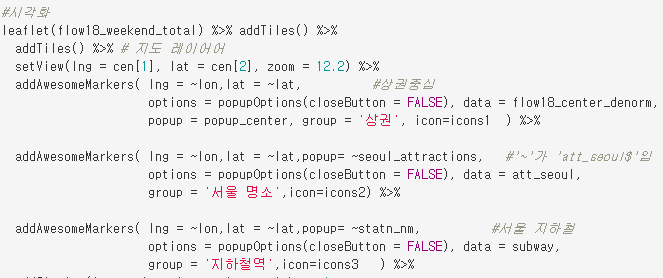 #시각화
leaflet(flow18_weekend_total) %>% addTiles() %>%
addTiles() %>% # 지도 레이어어
setView(lng = cen[1], lat = cen[2], zoom = 12.2) %>%
addAwesomeMarkers( lng = ~lon,lat = ~lat, #상권중심
options = popupOptions(closeButton = FALSE), data = flow18_center_denorm,
popup = popup_center, group = '상권', icon=icons1 ) %>%
addAwesomeMarkers( lng = ~lon,lat = ~lat,popup= ~seoul_attractions, #'~'가 'att_seoul$'임
options = popupOptions(closeButton = FALSE), data = att_seoul,
group = '서울 명소',icon=icons2) %>%
addAwesomeMarkers( lng = ~lon,lat = ~lat,popup= ~statn_nm, #서울 지하철
options = popupOptions(closeButton = FALSE), data = subway,
group = '지하철역',icon=icons3 ) %>%